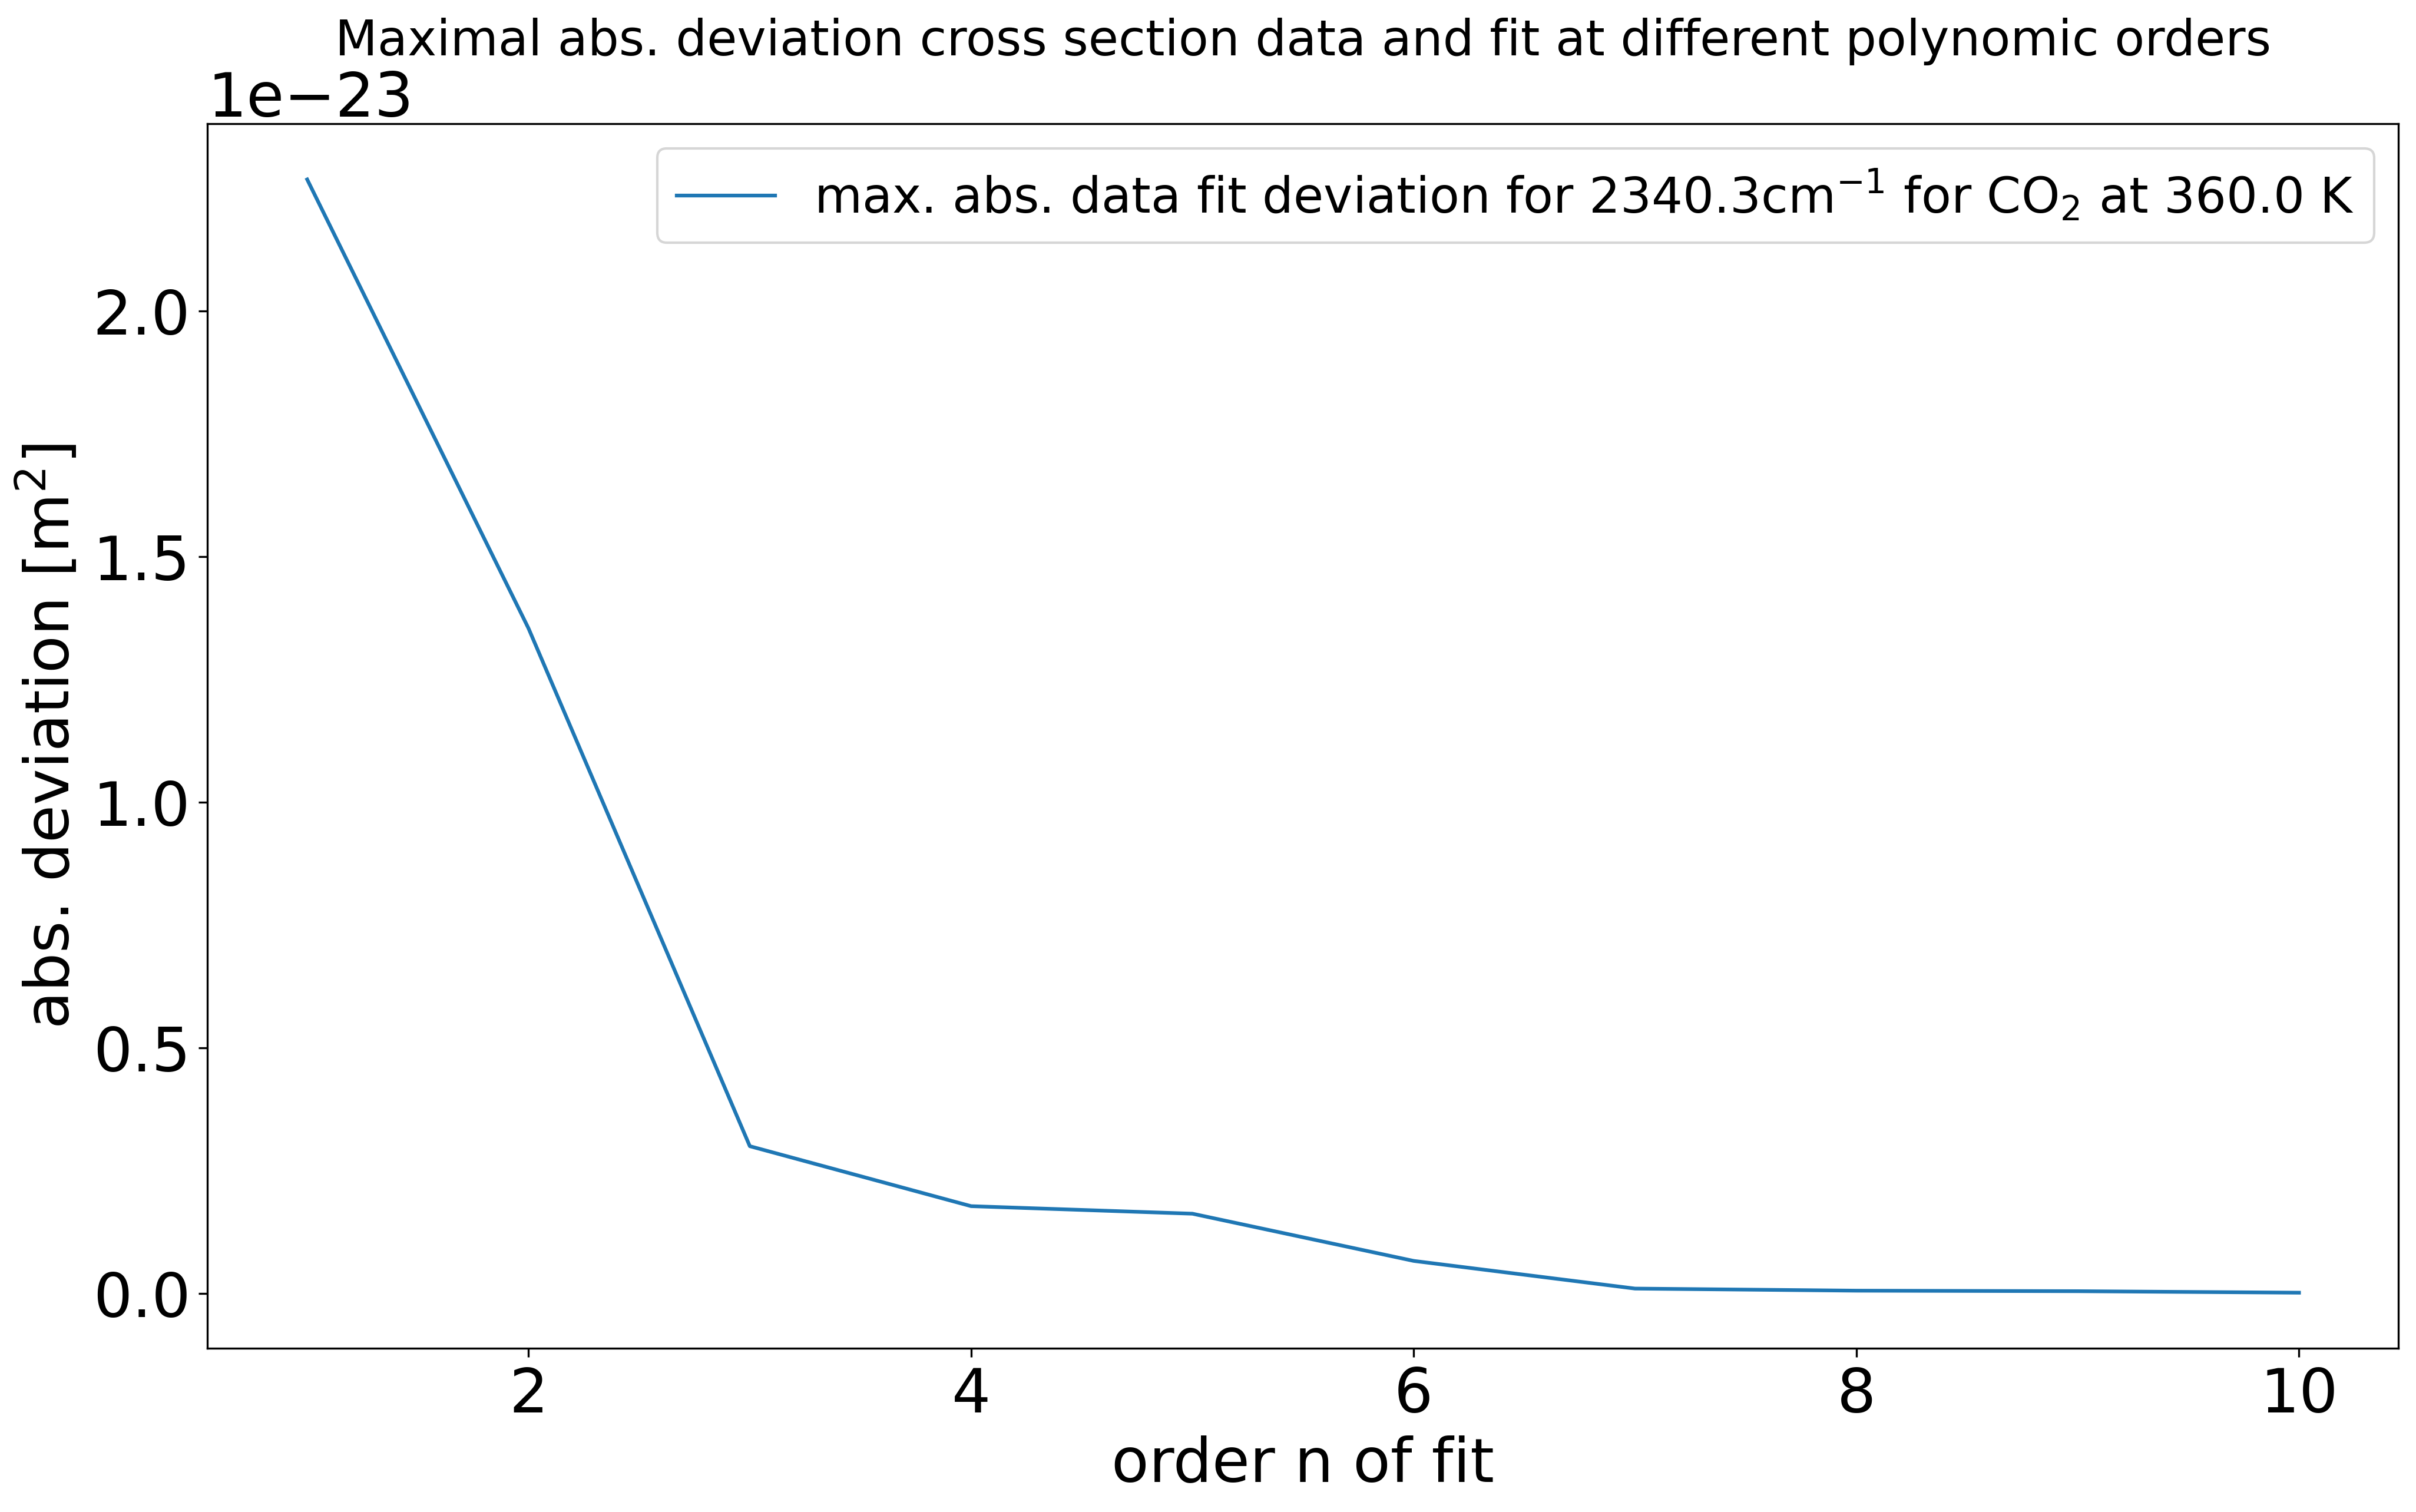 Maximal abs. deviation cross section data and fit at different polynomic orders
1e−23
max. abs. data fit deviation for 2340.3cm⁻¹ for CO₂ at 360.0 K
abs. deviation [m²]
2.0
1.5
1.0
0.5
0.0
2 4 6 8 10
order n of fit